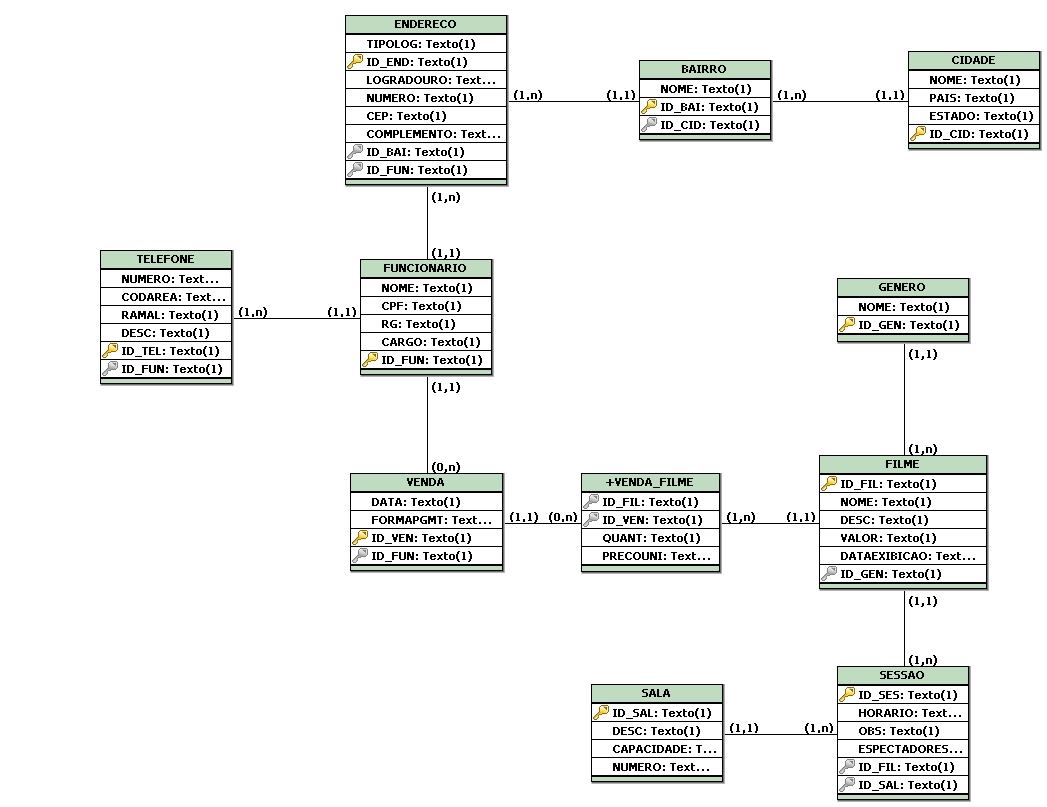 ENDERECO
TIPOLOG: Texto(1)
ID_END: Texto(1)
LOGRADOURO: Text...
NUMERO: Texto(1)
CEP: Texto(1)
COMPLEMENTO: Text...
ID_BAI: Texto(1)
ID_FUN: Texto(1)
(1,n)
(1,1)
BAIRRO
NOME: Texto(1)
ID_BAI: Texto(1)
ID_CID: Texto(1)
(1,n)
(1,1)
CIDADE
NOME: Texto(1)
PAIS: Texto(1)
ESTADO: Texto(1)
ID_CID: Texto(1)
(1,n)
(1,1)
TELEFONE
NUMERO: Text...
CODAREA: Text...
RAMAL: Texto(1)
DESC: Texto(1)
ID_TEL: Texto(1)
ID_FUN: Texto(1)
(1,n)
(1,1)
FUNCIONARIO
NOME: Texto(1)
CPF: Texto(1)
RG: Texto(1)
CARGO: Texto(1)
ID_FUN: Texto(1)
(1,1)
(0,n)
GENERO
NOME: Texto(1)
ID_GEN: Texto(1)
(1,1)
(1,n)
VENDA
DATA: Texto(1)
FORMAPGMT: Text...
ID_VEN: Texto(1)
ID_FUN: Texto(1)
(1,1)
(0,n)
+VENDA_FILME
ID_FIL: Texto(1)
ID_VEN: Texto(1)
QUANT: Texto(1)
PRECOUNI: Text...
(1,n)
(1,1)
FILME
ID_FIL: Texto(1)
NOME: Texto(1)
DESC: Texto(1)
VALOR: Texto(1)
DATAEXIBICAO: Text...
ID_GEN: Texto(1)
(1,1)
(1,n)
SALA
ID_SAL: Texto(1)
DESC: Texto(1)
CAPACIDADE: T...
NUMERO: Text...
(1,1)
(1,n)
SESSAO
ID_SES: Texto(1)
HORARIO: Text...
OBS: Texto(1)
ESPECTADORES...
ID_FIL: Texto(1)
ID_SAL: Texto(1)